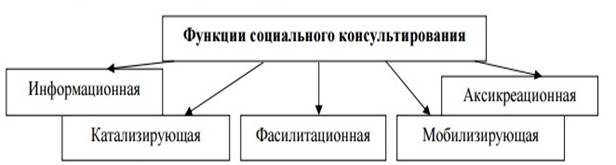 Функции социального консультирования
Информационная
Аксикреационная
Катализирующая
Фасилитационная
Мобилизирующая